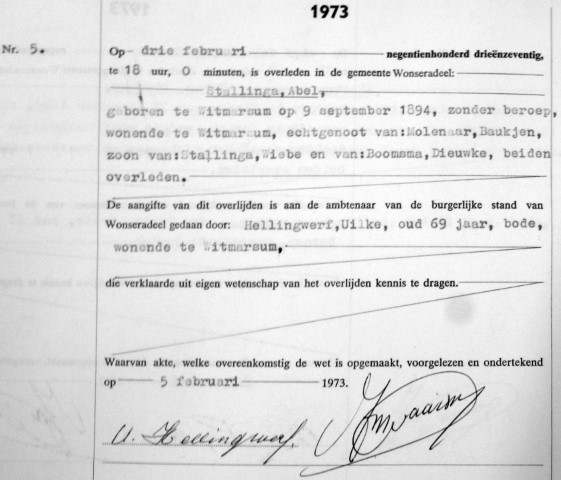 1973
Nr. 5.
Op- drie februari negentienhonderd drieënzeventig,
te 18 uur, 0 minuten, is overleden in de gemeente Wonseradeel:
Stallinga,Abel,
geboren te Witmarsum op 9 september 1894, zonder beroep,
wonende te Witmarsum, echtgenoot van:Molenaar,Baukjen,
zoon van:Stallinga,Wiebe en van:Boomsma,Dieuwke, beiden
overleden.
De aangifte van dit overlijden is aan de ambtenaar van de burgerlijke stand van
Wonseradeel gedaan door: Hellingwerf,Uilke, oud 69 jaar, bode,
wonende te Witmarsum,
die verklaarde uit eigen wetenschap van het overlijden kennis te dragen.
Waarvan akte, welke overeenkomstig de wet is opgemaakt, voorgelezen en ondertekend
op 5 februari 1973.
U. Hellingwerf.